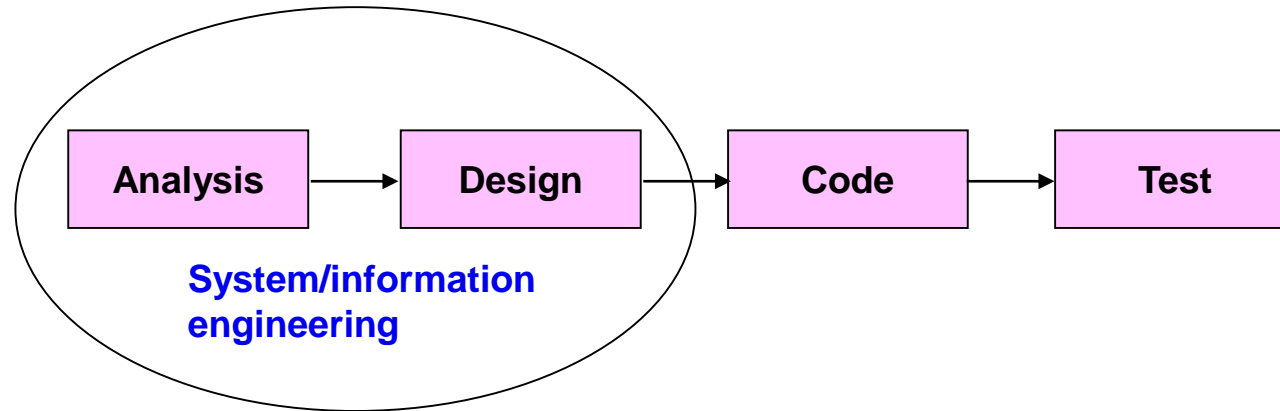 Analysis
Design
Code
Test
System/information
engineering